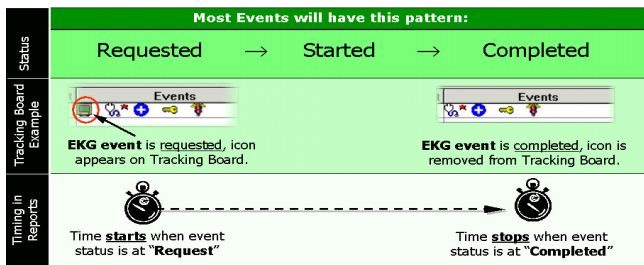 Most Events will have this pattern:
Status
Requested → Started → Completed
Tracking Board
Example
Events
EKG event is requested, icon
appears on Tracking Board.
Events
EKG event is completed, icon is
removed from Tracking Board.
Timing in
Reports
Time starts when event
status is at “Request”
Time stops when event
status is at “Completed”